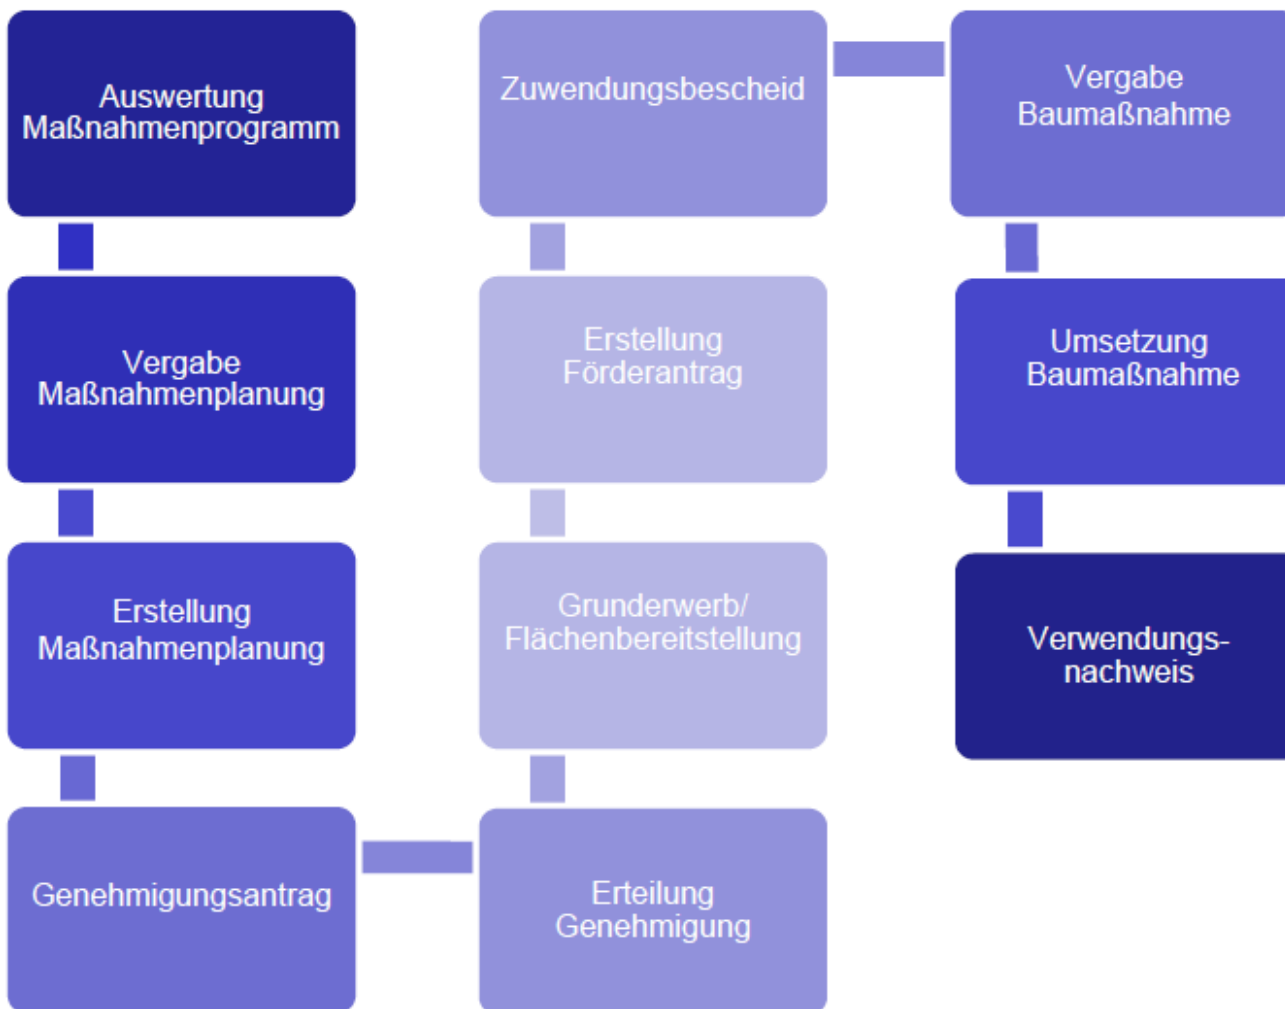 Auswertung
Maßnahmenprogramm
Vergabe
Maßnahmenplanung
Erstellung
Maßnahmenplanung
Genehmigungsantrag
Erteilung
Genehmigung
Grunderwerb/
Flächenbereitstellung
Erstellung
Förderantrag
Zuwendungsbescheid
Vergabe
Baumaßnahme
Umsetzung
Baumaßnahme
Verwendungs-
nachweis